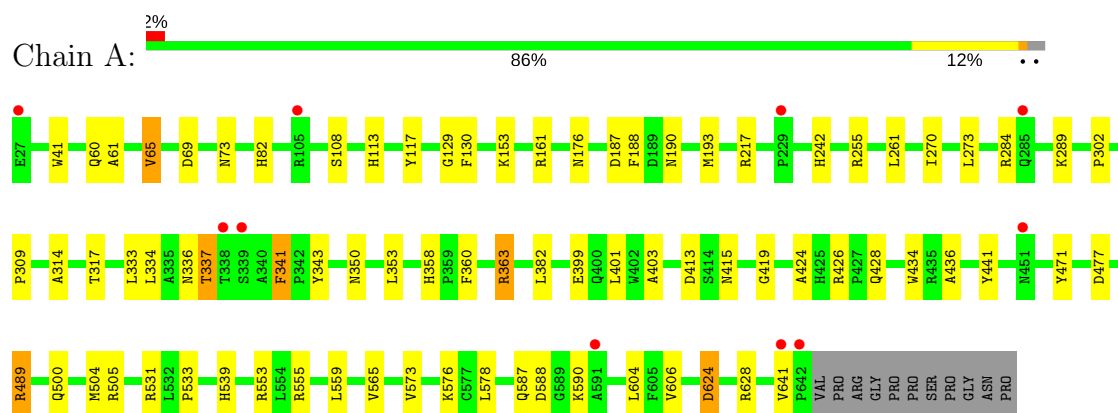 2%
Chain A:
86% 12% • •
E27 W41 Q60 A61 V65 D69 N73 H82 R105 S108 H113 Y117 G129 F130 K153 R161 N176 D187 F188 D189 N190 M193 R217 P229 H242 R255 L261 I270 L273 R284 Q285 K289 P302
P309 A314 T317 L333 L334 A335 N336 T337 T338 S339 A340 F341 P342 Y343 N350 L353 H358 P359 F360 R363 L382 E399 Q400 L401 W402 A403 D413 S414 N415 G419 A424 H425 R426 P427 Q428 W434 R435 A436 Y441 N451 Y471 D477
R489 Q500 M504 R505 R531 L532 P533 H539 R553 L554 R555 L559 V565 V573 K576 C577 L578 Q587 D588 G589 K590 A591 L604 F605 V606 D624 R628 V641 P642 VAL PRO ARG GLY PRO PRO SER PRO GLY ASN PRO